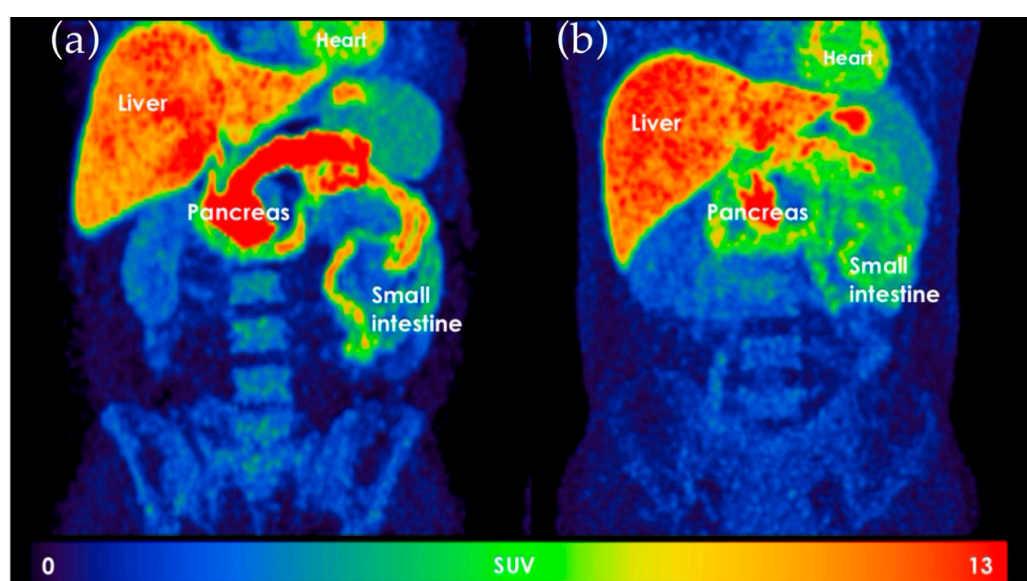 (a)
Heart
Liver
Pancreas
Small
intestine
(b)
Heart
Liver
Pancreas
Small
intestine
0
SUV
13